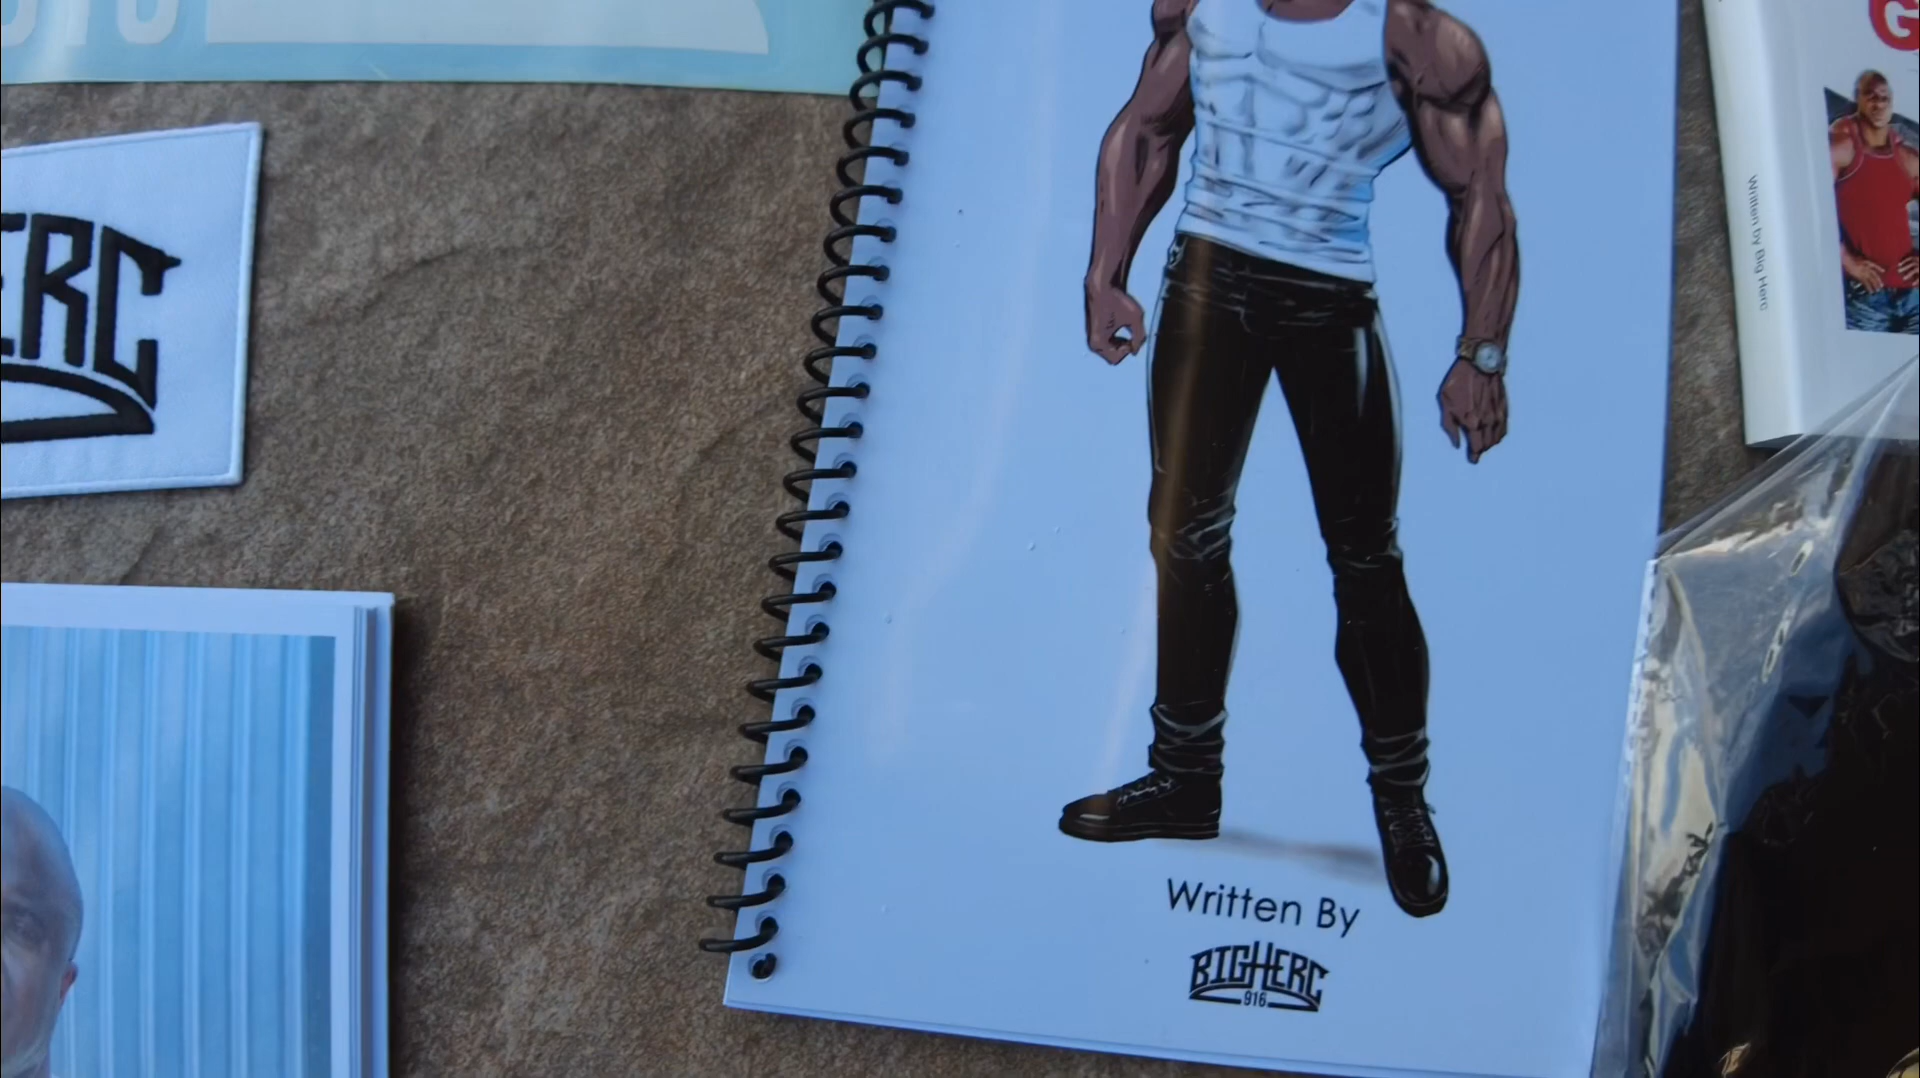 G
ERC
Written by Big Herc
Written By
BIGHERC
916